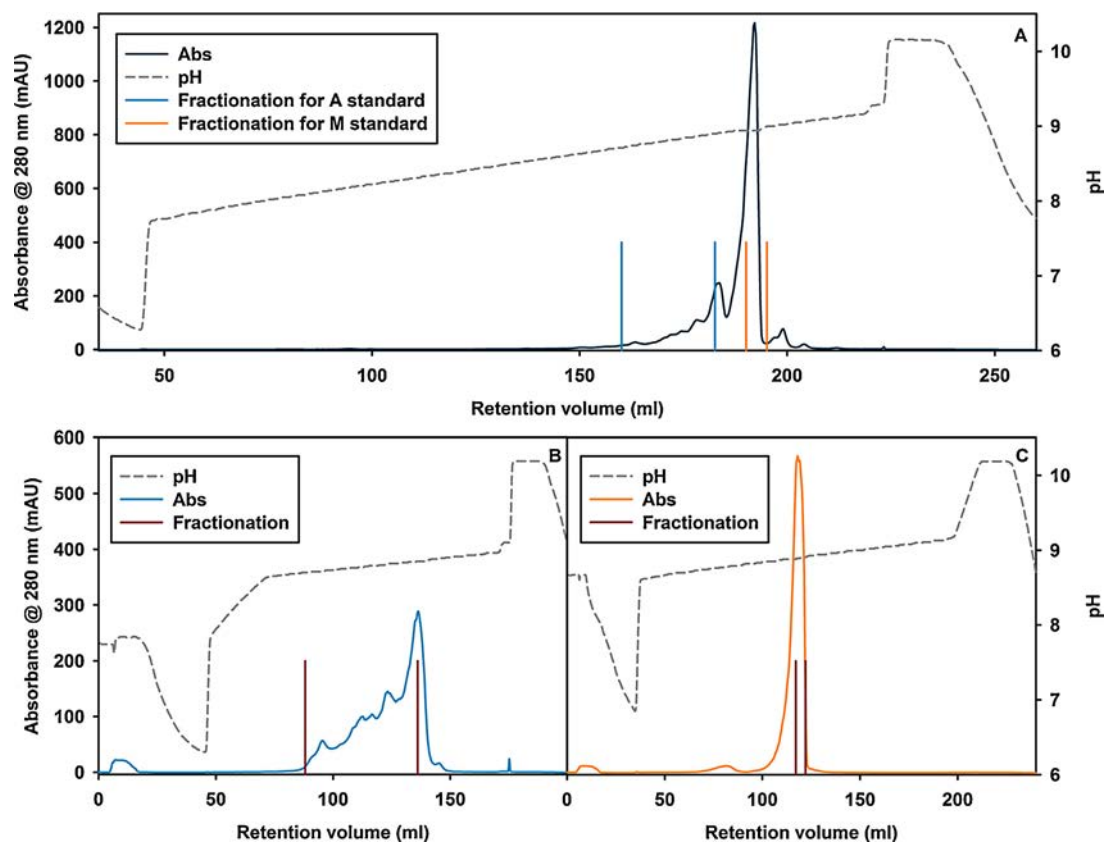 A
Abs
pH
Fractionation for A standard
Fractionation for M standard
Absorbance @ 280 nm (mAU)
1200
1000
800
600
400
200
0
10
9
8
7
6
pH
50 100 150 200 250
Retention volume (ml)
B
pH
Abs
Fractionation
Absorbance @ 280 nm (mAU)
600
500
400
300
200
100
0
0 50 100 150
Retention volume (ml)
C
pH
Abs
Fractionation
10
9
8
7
6
pH
0 50 100 150 200
Retention volume (ml)